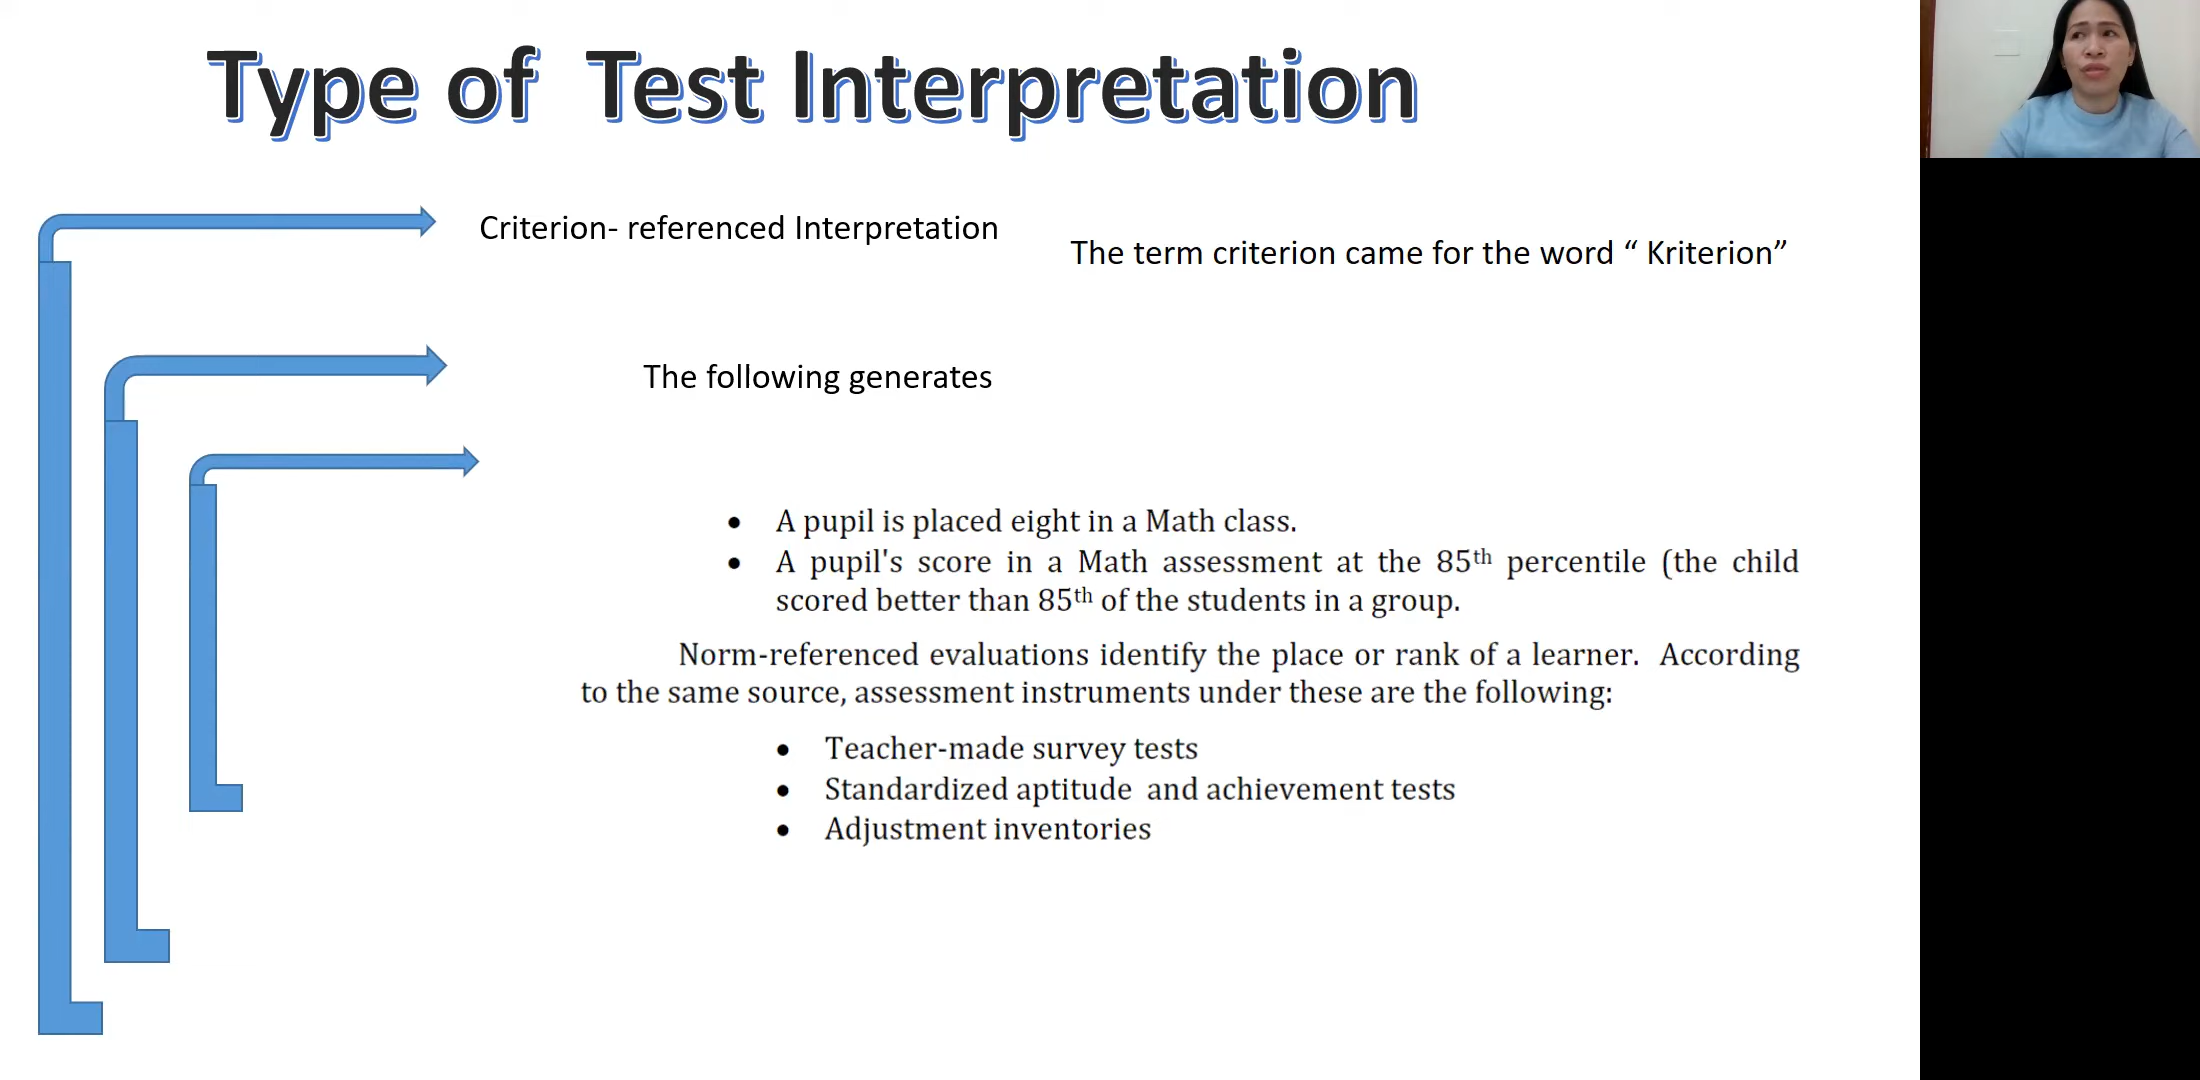 Type of Test Interpretation
Criterion- referenced Interpretation
The term criterion came for the word “ Kriterion”
The following generates
• A pupil is placed eight in a Math class.
• A pupil's score in a Math assessment at the 85th percentile (the child
scored better than 85th of the students in a group.
Norm-referenced evaluations identify the place or rank of a learner. According
to the same source, assessment instruments under these are the following:
• Teacher-made survey tests
• Standardized aptitude and achievement tests
• Adjustment inventories